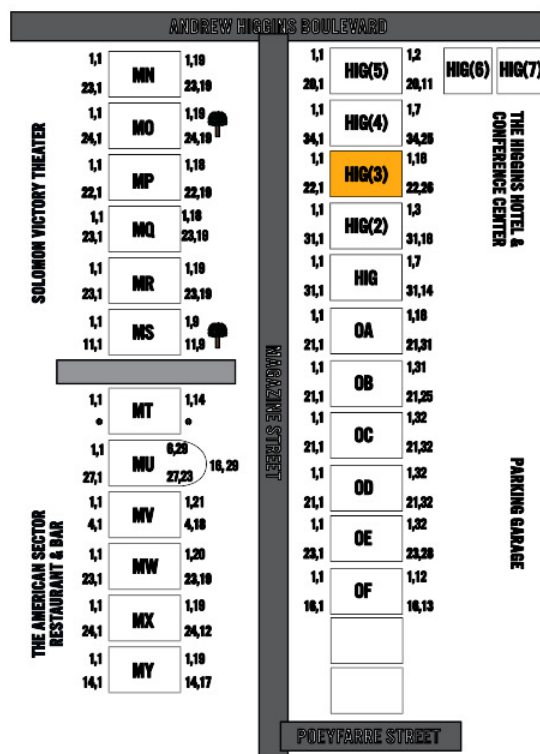 ANDREW HIGGINS BOULEVARD
SOLOMON VICTORY THEATER
1,1 1,19
MN
23,1 23,19
1,1 1,19
MO
24,1 24,19
1,1 1,18
MP
22,1 22,19
1,1 1,18
MQ
23,1 23,19
1,1 1,19
MR
23,1 23,19
1,1 1,9
MS
11,1 11,9
THE AMERICAN SECTOR
RESTAURANT & BAR
1,1 1,14
MT
1,1 6,29
MU 16,29
27,1 27,23
1,1 1,21
MV
4,1 4,18
1,1 1,20
MW
23,1 23,19
1,1 1,19
MX
24,1 24,12
1,1 1,19
MY
14,1 14,17
MAGAZINE STREET
1,1 1,2
HIG(5) HIG(6) HIG(7)
20,1 20,11
1,1 1,7
HIG(4)
34,1 34,25
1,1 1,18
HIG(3)
22,1 22,26
1,1 1,3
HIG(2)
31,1 31,16
1,1 1,7
HIG
31,1 31,14
1,1 1,18
OA
21,1 21,31
1,1 1,31
OB
21,1 21,25
1,1 1,32
OC
21,1 21,32
1,1 1,32
OD
21,1 21,32
1,1 1,32
OE
23,1 23,28
1,1 1,12
OF
16,1 16,13
THE HIGGINS HOTEL &
CONFERENCE CENTER
PARKING GARAGE
POEYFARRE STREET